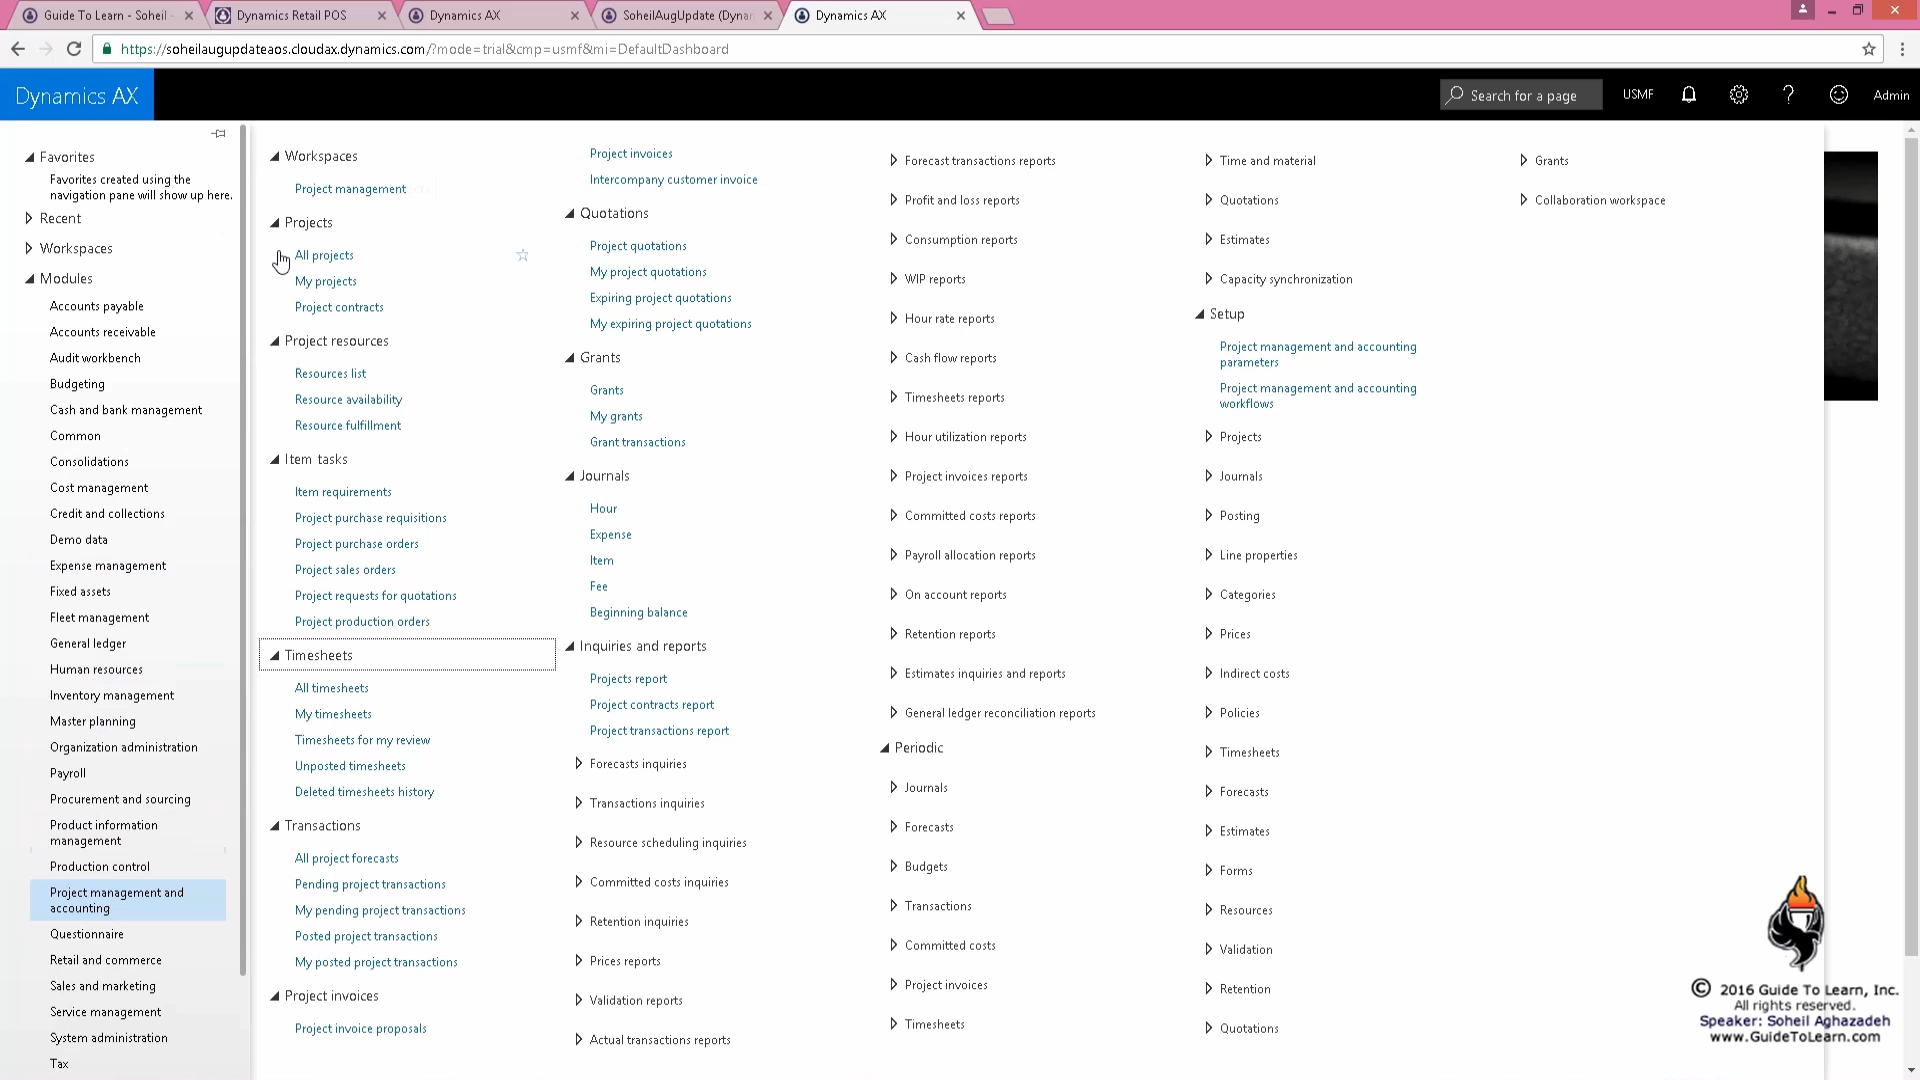 Guide To Learn - Soheil -
Dynamics Retail POS
Dynamics AX
SoheilAugUpdate (Dynar
Dynamics AX
https://soheilaugupdateaos.cloudax.dynamics.com/?mode=trial&cmp=usmf&mi=DefaultDashboard
Dynamics AX
Search for a page
USMF
?
Admin
Favorites
Favorites created using the
navigation pane will show up here.
Recent
Workspaces
Modules
Accounts payable
Accounts receivable
Audit workbench
Budgeting
Cash and bank management
Common
Consolidations
Cost management
Credit and collections
Demo data
Expense management
Fixed assets
Fleet management
General ledger
Human resources
Inventory management
Master planning
Organization administration
Payroll
Procurement and sourcing
Product information
management
Production control
Project management and
accounting
Questionnaire
Retail and commerce
Sales and marketing
Service management
System administration
Tax
Workspaces
Project management
Projects
All projects
My projects
Project contracts
Project resources
Resources list
Resource availability
Resource fulfillment
Item tasks
Item requirements
Project purchase requisitions
Project purchase orders
Project sales orders
Project requests for quotations
Project production orders
Timesheets
All timesheets
My timesheets
Timesheets for my review
Unposted timesheets
Deleted timesheets history
Transactions
All project forecasts
Pending project transactions
My pending project transactions
Posted project transactions
My posted project transactions
Project invoices
Project invoice proposals
Project invoices
Intercompany customer invoice
Quotations
Project quotations
My project quotations
Expiring project quotations
My expiring project quotations
Grants
Grants
My grants
Grant transactions
Journals
Hour
Expense
Item
Fee
Beginning balance
Inquiries and reports
Projects report
Project contracts report
Project transactions report
Forecasts inquiries
Transactions inquiries
Resource scheduling inquiries
Committed costs inquiries
Retention inquiries
Prices reports
Validation reports
Actual transactions reports
Forecast transactions reports
Profit and loss reports
Consumption reports
WIP reports
Hour rate reports
Cash flow reports
Timesheets reports
Hour utilization reports
Project invoices reports
Committed costs reports
Payroll allocation reports
On account reports
Retention reports
Estimates inquiries and reports
General ledger reconciliation reports
Periodic
Journals
Forecasts
Budgets
Transactions
Committed costs
Project invoices
Timesheets
Time and material
Quotations
Estimates
Capacity synchronization
Setup
Project management and accounting
parameters
Project management and accounting
workflows
Projects
Journals
Posting
Line properties
Categories
Prices
Indirect costs
Policies
Timesheets
Forecasts
Estimates
Forms
Resources
Validation
Retention
Quotations
Grants
Collaboration workspace
© 2016 Guide To Learn, Inc.
All rights reserved.
Speaker: Soheil Aghazadeh
www.GuideToLearn.com